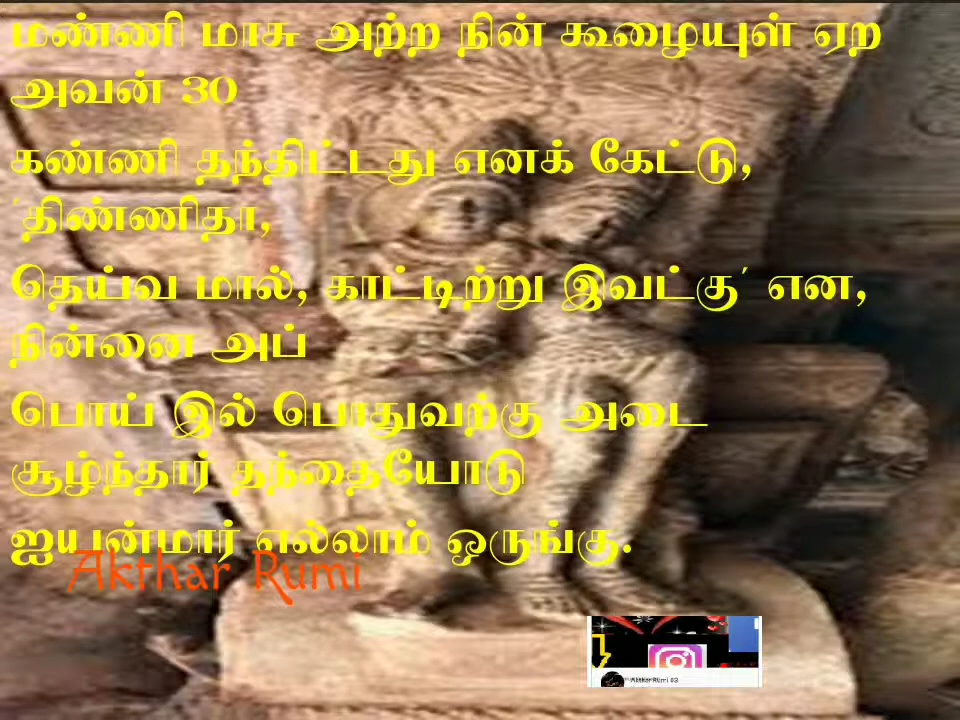 மண்ணி மாசு அற்ற நின் கூழையுள் ஏற
அவன் 30
கண்ணி தந்திட்டது எனக் கேட்டு,
'திண்ணிதா,
தெய்வ மால், காட்டிற்று இவட்கு' என,
நின்னை அப்
பொய் இல் பொதுவற்கு அடை
சூழ்ந்தார் தந்தையோடு
ஐயன்மார் எல்லாம் ஒருங்கு.
Akthar Rumi